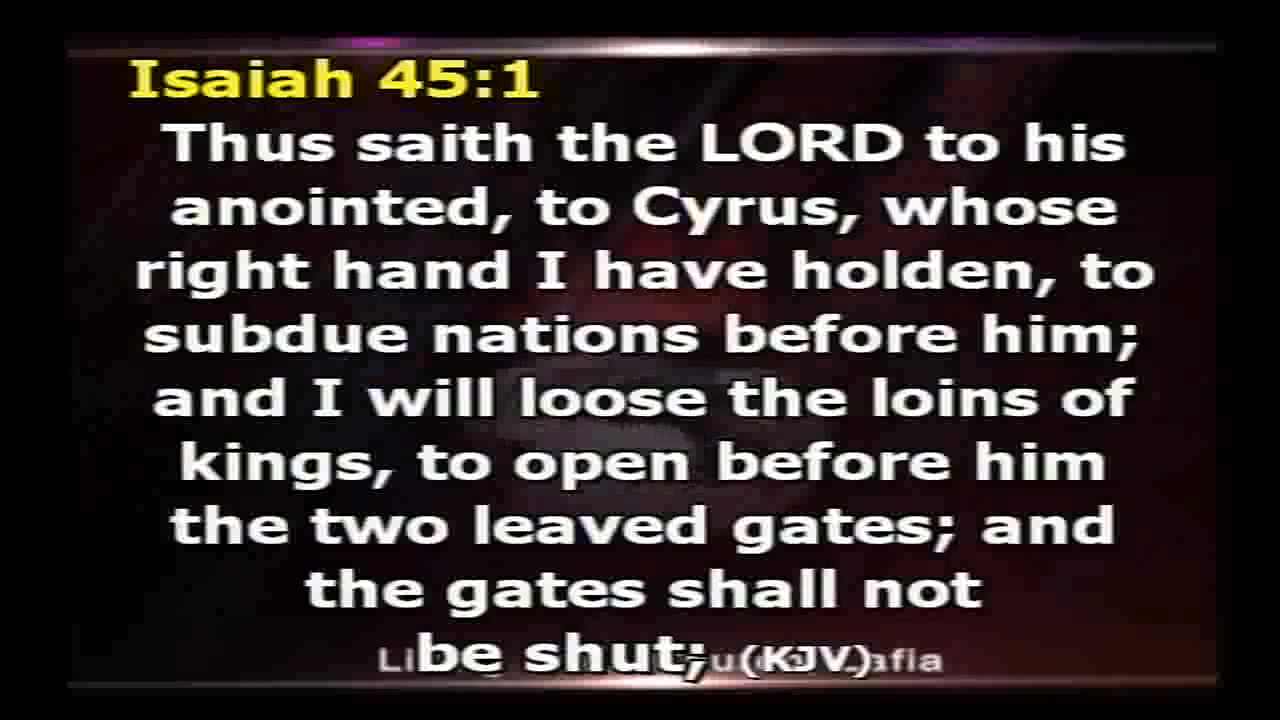 Isaiah 45:1
Thus saith the LORD to his
anointed, to Cyrus, whose
right hand I have holden, to
subdue nations before him;
and I will loose the loins of
kings, to open before him
the two leaved gates; and
the gates shall not
be shut; (KJV)